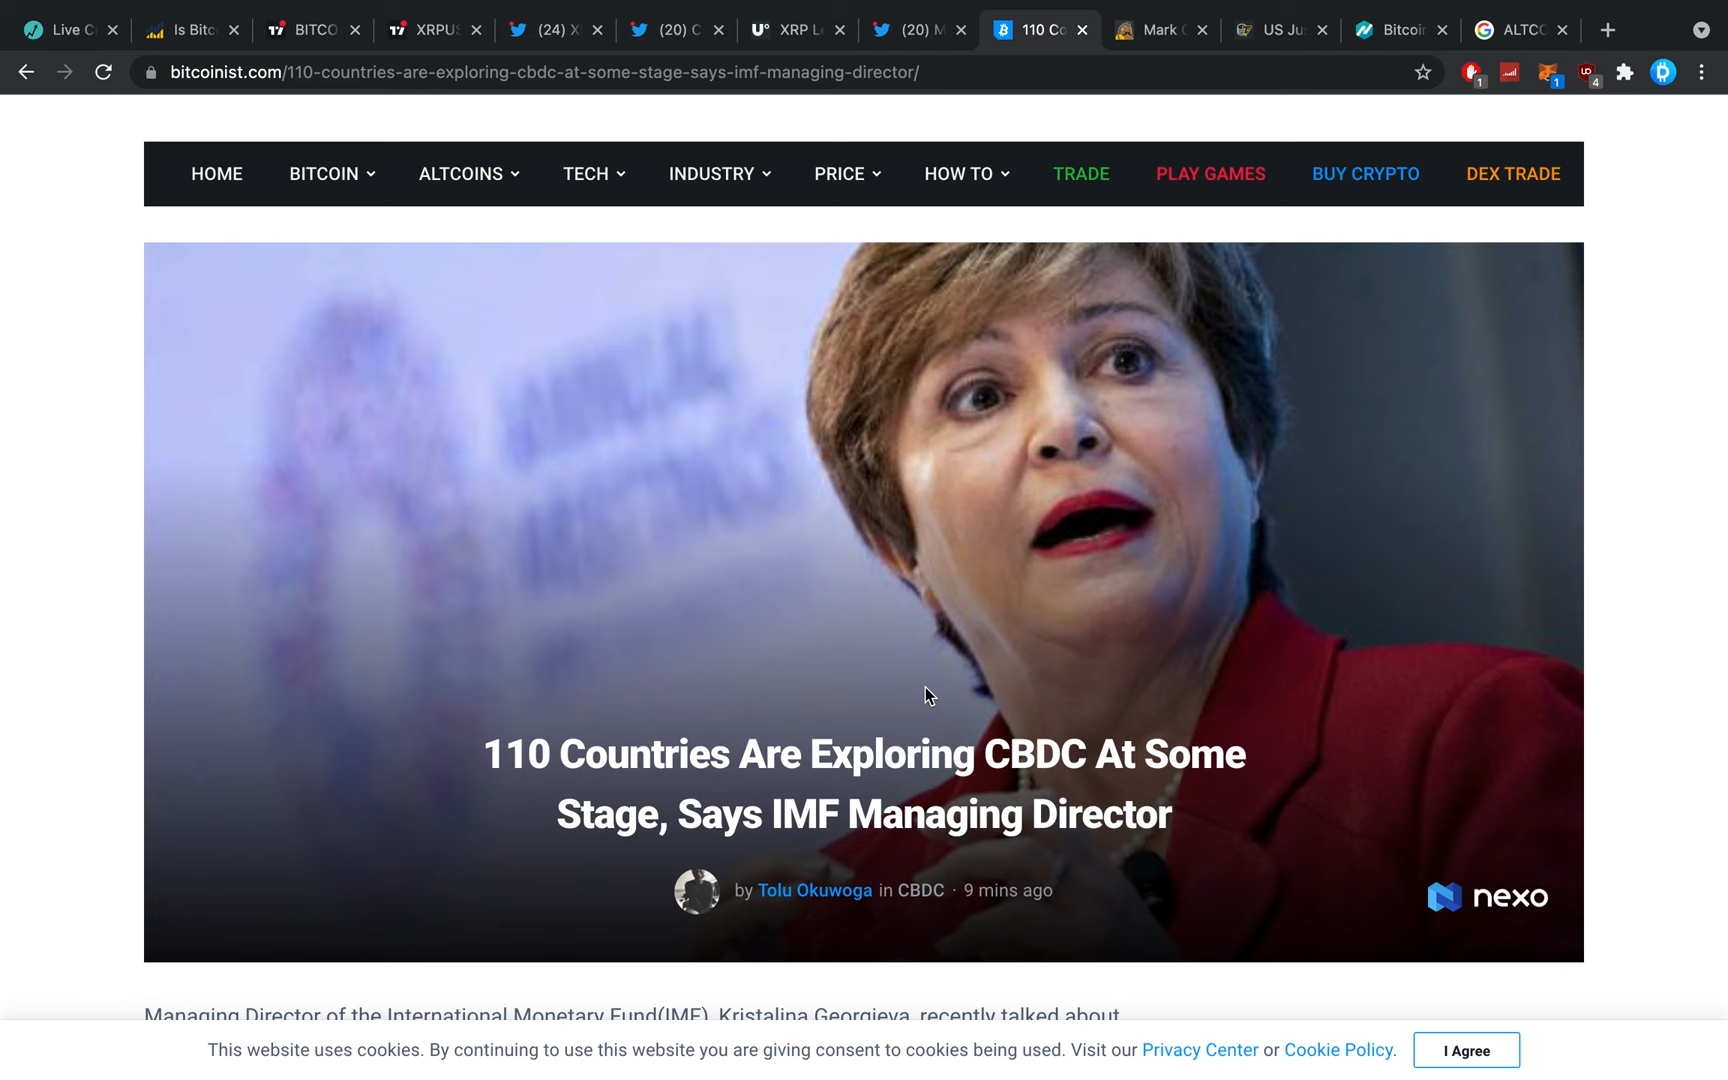 Live C
Is Bitc
BITCO
XRPUS
(24) X
(20) C
XRP L
(20) M
110 Co
Mark
US Ju
Bitcoi
ALTC
bitcoinist.com/110-countries-are-exploring-cbdc-at-some-stage-says-imf-managing-director/
1
1
4
HOME BITCOIN ALTCOINS TECH INDUSTRY PRICE HOW TO TRADE PLAY GAMES BUY CRYPTO DEX TRADE
110 Countries Are Exploring CBDC At Some
Stage, Says IMF Managing Director
by Tolu Okuwoga in CBDC · 9 mins ago
nexo
Managing Director of the International Monetary Fund(IMF), Kristalina Georgieva, recently talked about
This website uses cookies. By continuing to use this website you are giving consent to cookies being used. Visit our Privacy Center or Cookie Policy.
I Agree